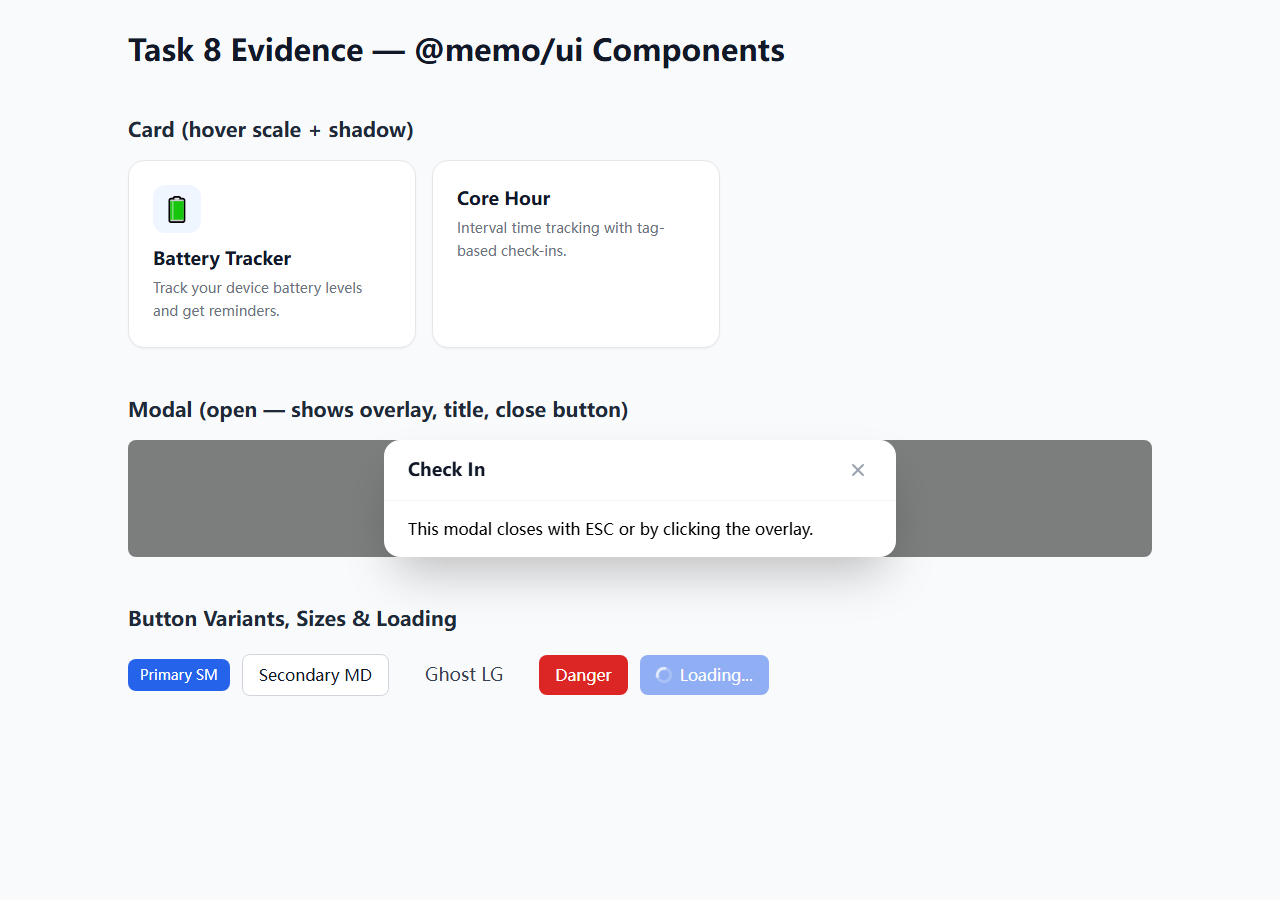 Task 8 Evidence — @memo/ui Components
Card (hover scale + shadow)
Battery Tracker
Track your device battery levels
and get reminders.
Core Hour
Interval time tracking with tag-
based check-ins.
Modal (open — shows overlay, title, close button)
Check In
This modal closes with ESC or by clicking the overlay.
Button Variants, Sizes & Loading
Primary SM
Secondary MD
Ghost LG
Danger
Loading...